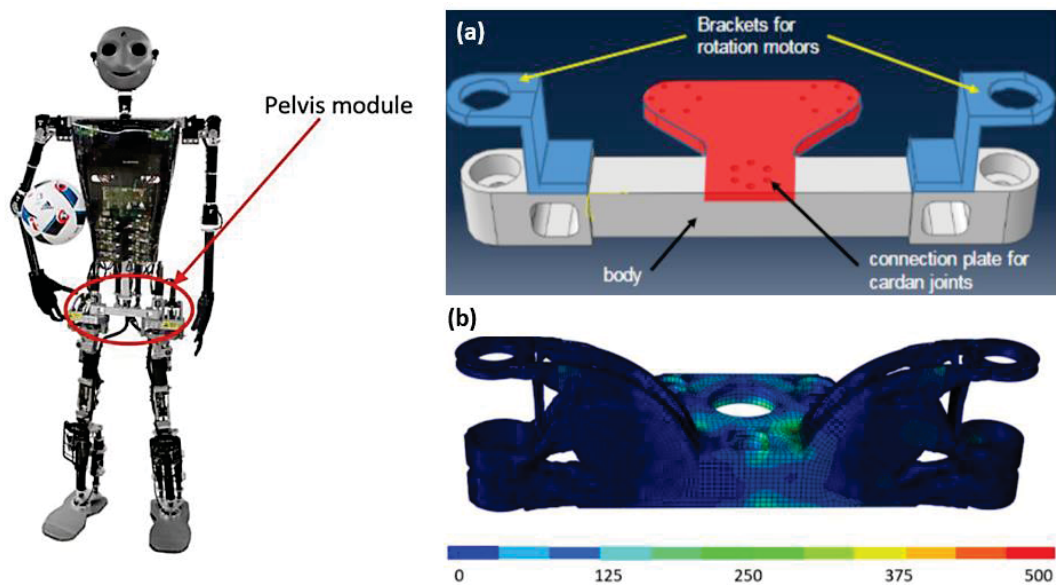 Pelvis module
(a)
Brackets for
rotation motors
body
connection plate for
cardan joints
(b)
0 125 250 375 500